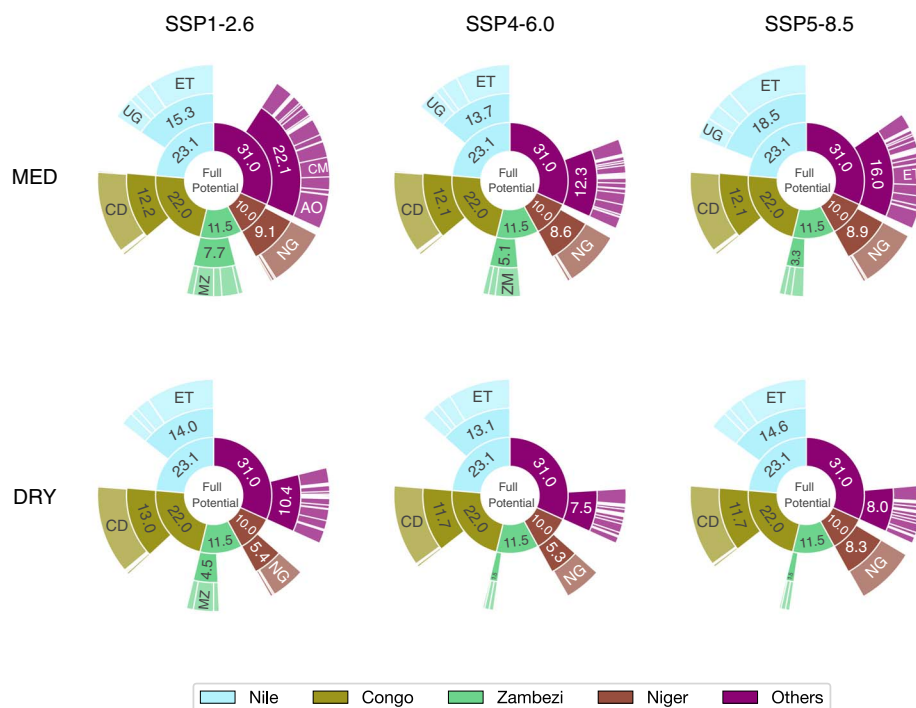 SSP1-2.6
SSP4-6.0
SSP5-8.5
MED
ET
UG
15.3
23.1
Full
Potential
31.0
22.1
CM
AO
CD
12.2
22.0
10.0
9.1
NG
11.5
7.7
MZ
ET
UG
13.7
23.1
Full
Potential
31.0
12.3
CD
12.1
22.0
10.0
8.6
NG
11.5
5.1
ZM
ET
UG
18.5
23.1
Full
Potential
31.0
16.0
ET
CD
12.1
22.0
10.0
8.9
NG
11.5
3.3
DRY
ET
14.0
23.1
Full
Potential
31.0
10.4
CD
13.0
22.0
10.0
5.4
NG
11.5
4.5
MZ
ET
13.1
23.1
Full
Potential
31.0
7.5
CD
11.7
22.0
10.0
5.3
NG
11.5
ET
14.6
23.1
Full
Potential
31.0
8.0
CD
11.7
22.0
10.0
8.3
NG
11.5
Nile
Congo
Zambezi
Niger
Others